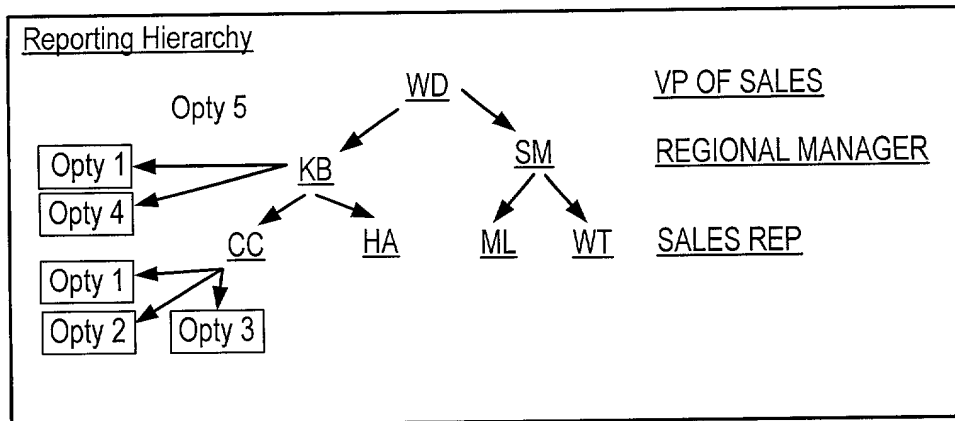 Reporting Hierarchy
WD VP OF SALES
Opty 5
Opty 1 KB SM REGIONAL MANAGER
Opty 4
CC HA ML WT SALES REP
Opty 1
Opty 2 Opty 3